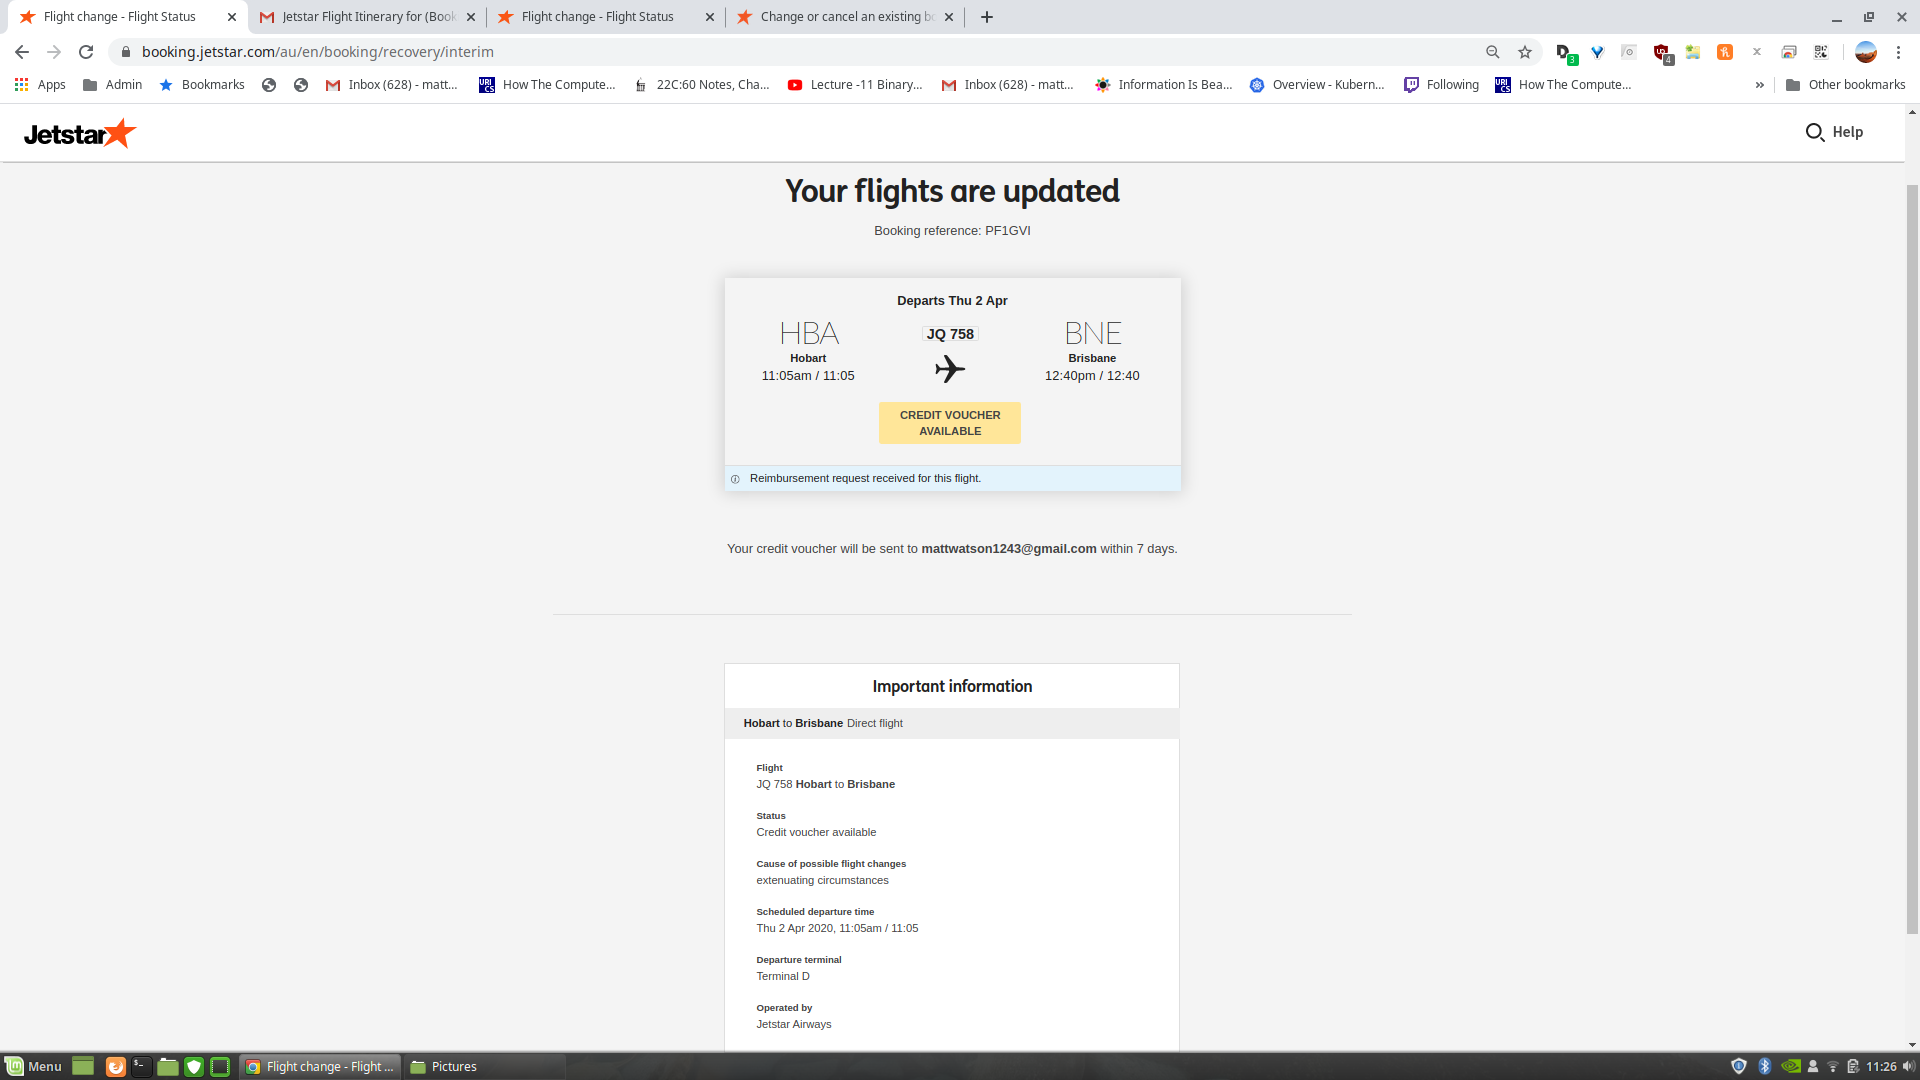 Flight change - Flight Status
Jetstar Flight Itinerary for (Book
Flight change - Flight Status
Change or cancel an existing bo
booking.jetstar.com/au/en/booking/recovery/interim
3
4
Apps
Admin
Bookmarks
Inbox (628) - matt...
How The Compute...
22C:60 Notes, Cha...
Lecture -11 Binary...
Inbox (628) - matt...
Information Is Bea...
Overview - Kubern...
Following
How The Compute...
»
Other bookmarks
Jetstar
Help
Your flights are updated
Booking reference: PF1GVI
Departs Thu 2 Apr
HBA
JQ 758
BNE
Hobart
Brisbane
11:05am / 11:05
12:40pm / 12:40
CREDIT VOUCHER
AVAILABLE
Reimbursement request received for this flight.
Your credit voucher will be sent to mattwatson1243@gmail.com within 7 days.
Important information
Hobart to Brisbane Direct flight
Flight
JQ 758 Hobart to Brisbane
Status
Credit voucher available
Cause of possible flight changes
extenuating circumstances
Scheduled departure time
Thu 2 Apr 2020, 11:05am / 11:05
Departure terminal
Terminal D
Operated by
Jetstar Airways
Menu
Flight change - Flight ...
Pictures
11:26